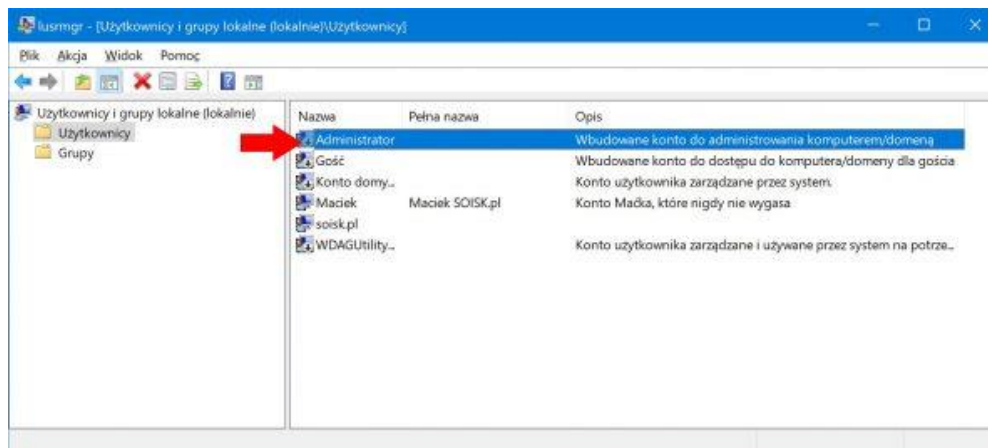 lusrmgr - [Użytkownicy i grupy lokalne (lokalnie)\Użytkownicy]
Plik Akcja Widok Pomoc
Użytkownicy i grupy lokalne (lokalnie)
Użytkownicy
Grupy
Nazwa Pełna nazwa Opis
Administrator Wbudowane konto do administrowania komputerem/domeną
Gość Wbudowane konto do dostępu do komputera/domeny dla gościa
Konto domy... Konto użytkownika zarządzane przez system.
Maciek Maciek SOISK.pl Konto Maćka, które nigdy nie wygasa
soisk.pl
WDAGUtility... Konto użytkownika zarządzane i używane przez system na potrze...